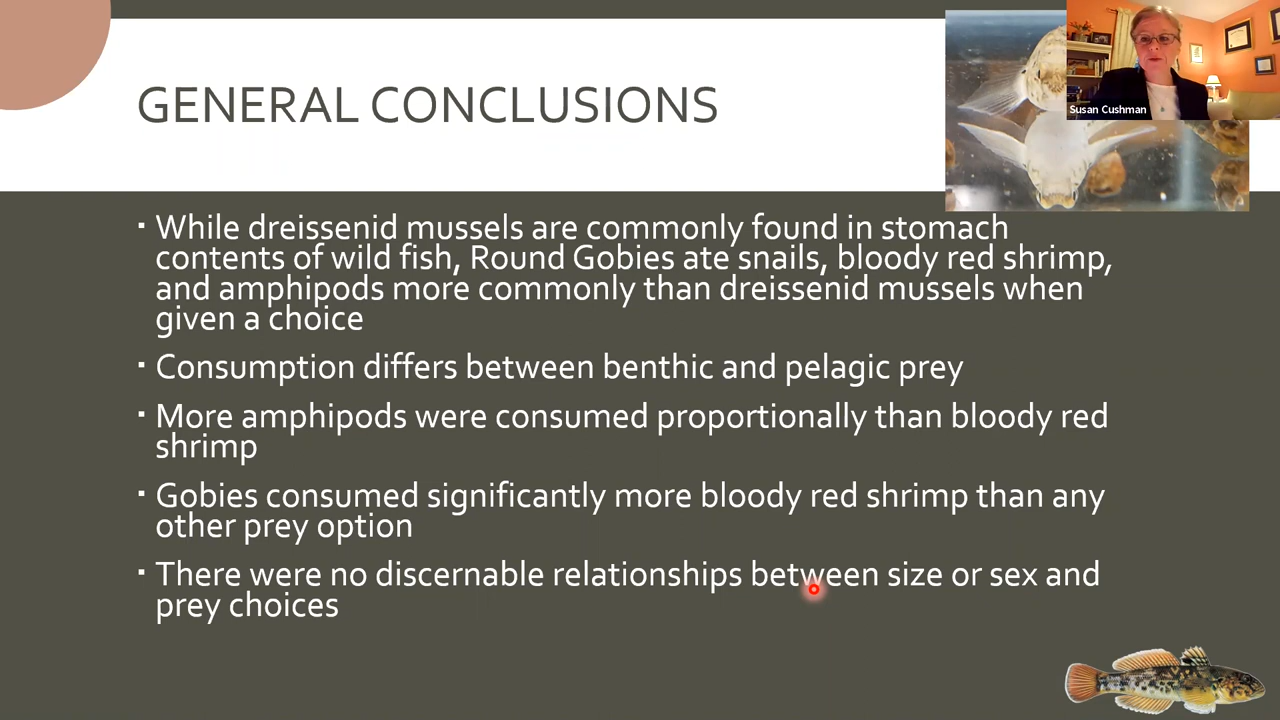 Susan Cushman
GENERAL CONCLUSIONS
▪ While dreissenid mussels are commonly found in stomach
contents of wild fish, Round Gobies ate snails, bloody red shrimp,
and amphipods more commonly than dreissenid mussels when
given a choice
▪ Consumption differs between benthic and pelagic prey
▪ More amphipods were consumed proportionally than bloody red
shrimp
▪ Gobies consumed significantly more bloody red shrimp than any
other prey option
▪ There were no discernable relationships between size or sex and
prey choices